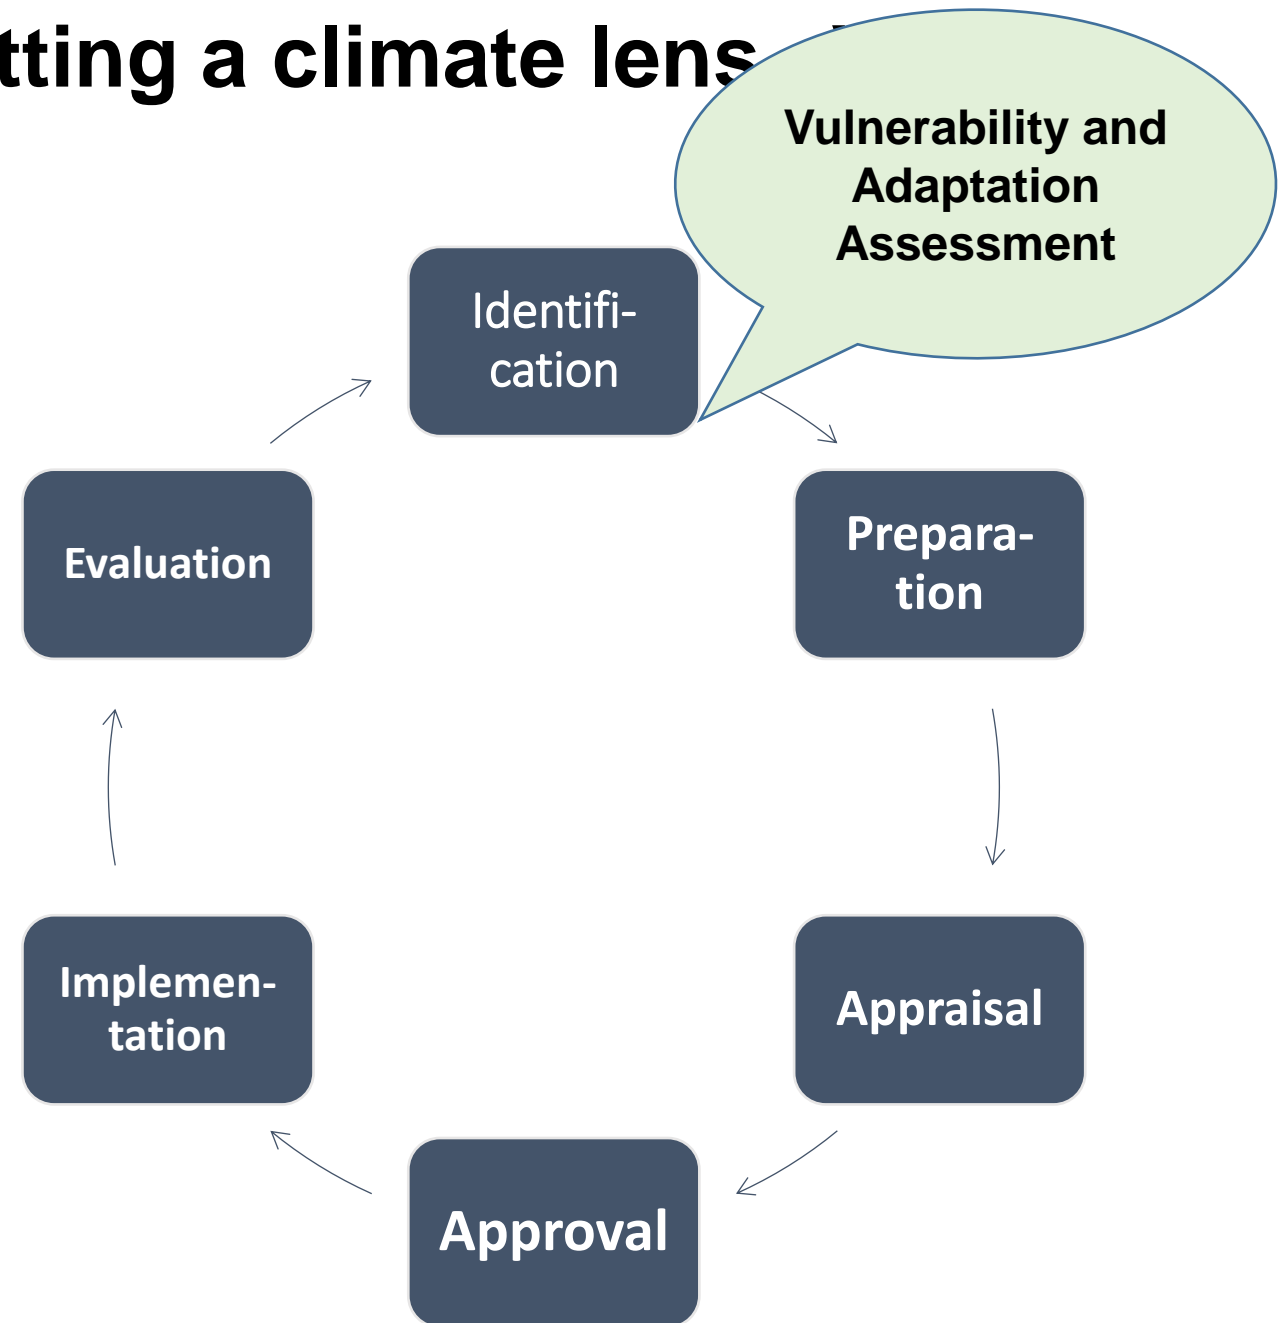 tting a climate lens
Vulnerability and
Adaptation
Assessment
Identifi-
cation
Prepara-
tion
Appraisal
Approval
Implemen-
tation
Evaluation